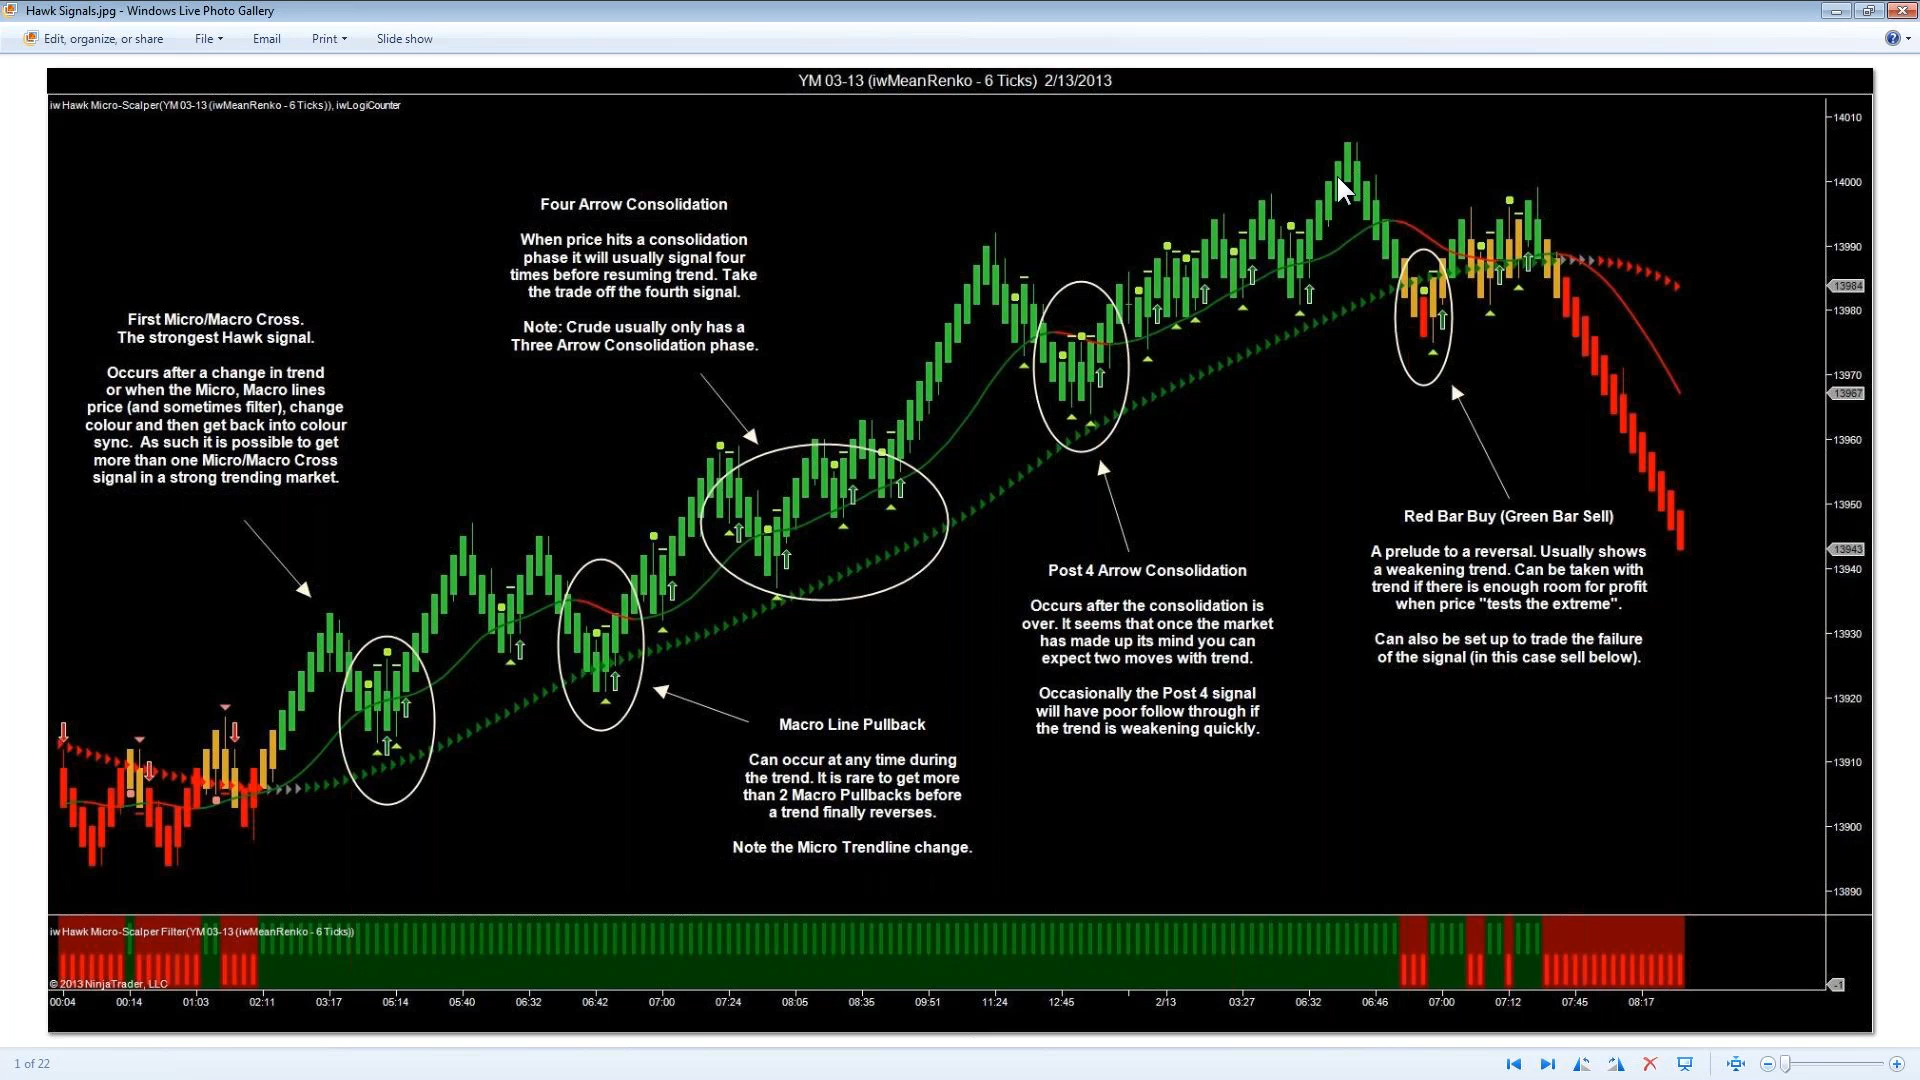 Hawk Signals.jpg - Windows Live Photo Gallery
Edit, organize, or share
File
Email
Print
Slide show
YM 03-13 (iwMeanRenko - 6 Ticks) 2/13/2013
iw Hawk Micro-Scalper(YM 03-13 (iwMeanRenko - 6 Ticks)), iwLogiCounter
First Micro/Macro Cross.
The strongest Hawk signal.
Occurs after a change in trend
or when the Micro, Macro lines
price (and sometimes filter), change
colour and then get back into colour
sync. As such it is possible to get
more than one Micro/Macro Cross
signal in a strong trending market.
Four Arrow Consolidation
When price hits a consolidation
phase it will usually signal four
times before resuming trend. Take
the trade off the fourth signal.
Note: Crude usually only has a
Three Arrow Consolidation phase.
Macro Line Pullback
Can occur at any time during
the trend. It is rare to get more
than 2 Macro Pullbacks before
a trend finally reverses.
Note the Micro Trendline change.
Post 4 Arrow Consolidation
Occurs after the consolidation is
over. It seems that once the market
has made up its mind you can
expect two moves with trend.
Occasionally the Post 4 signal
will have poor follow through if
the trend is weakening quickly.
Red Bar Buy (Green Bar Sell)
A prelude to a reversal. Usually shows
a weakening trend. Can be taken with
trend if there is enough room for profit
when price "tests the extreme".
Can also be set up to trade the failure
of the signal (in this case sell below).
14010
14000
13990
13984
13980
13970
13967
13960
13950
13943
13940
13930
13920
13910
13900
13890
iw Hawk Micro-Scalper Filter(YM 03-13 (iwMeanRenko - 6 Ticks))
© 2013 NinjaTrader, LLC
-1
00:04 00:14 01:03 02:11 03:17 05:14 05:40 06:32 06:42 07:00 07:24 08:05 08:35 09:51 11:24 12:45 2/13 03:27 06:32 06:46 07:00 07:12 07:45 08:17
1 of 22